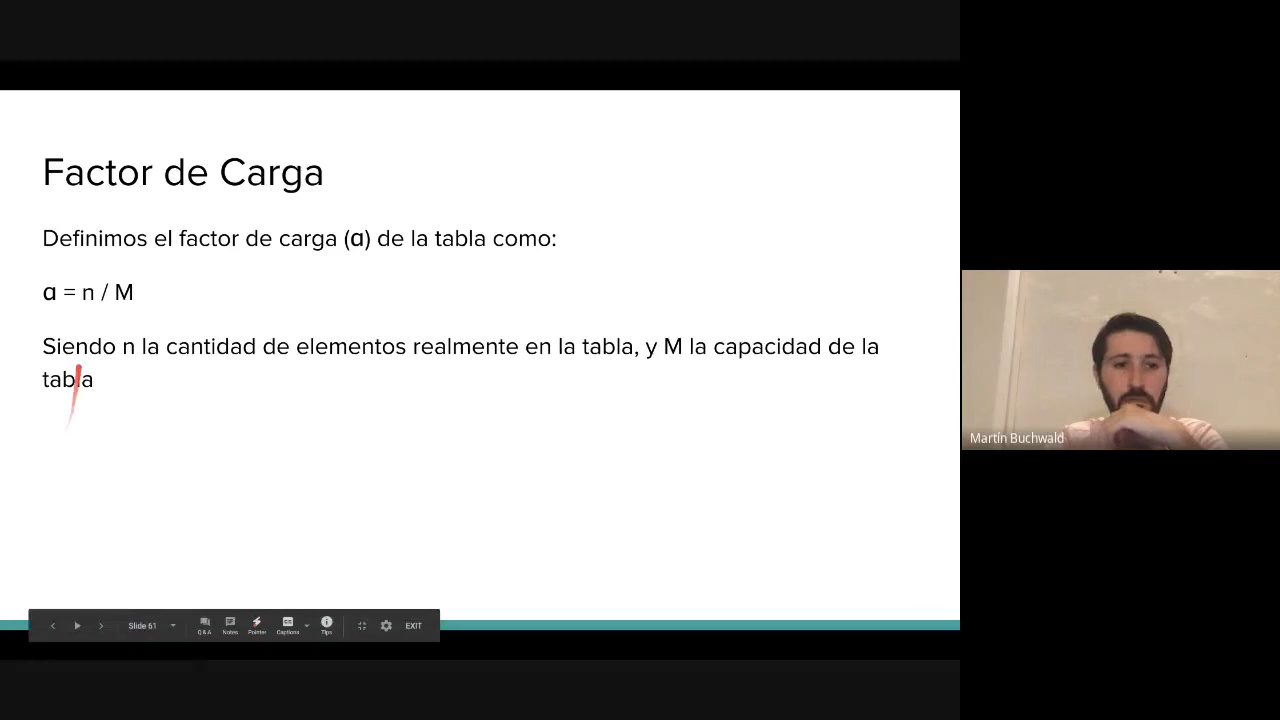 Factor de Carga
Definimos el factor de carga (ɑ) de la tabla como:
ɑ = n / M
Siendo n la cantidad de elementos realmente en la tabla, y M la capacidad de la
tabla
Martín Buchwald
Slide 61
Q & A
Notes
Pointer
Captions
Tips
EXIT